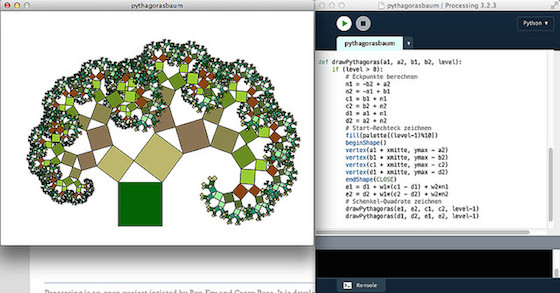 pythagorasbaum
pythagorasbaum | Processing 3.2.3
Python
pythagorasbaum
def drawPythagoras(a1, a2, b1, b2, level):
if (level > 0):
# Eckpunkte berechnen
n1 = -b2 + a2
n2 = -a1 + b1
c1 = b1 + n1
c2 = b2 + n2
d1 = a1 + n1
d2 = a2 + n2
# Start-Rechteck zeichnen
fill(palette[(level-1)%10])
beginShape()
vertex(a1 + xmitte, ymax - a2)
vertex(b1 + xmitte, ymax - b2)
vertex(c1 + xmitte, ymax - c2)
vertex(d1 + xmitte, ymax - d2)
endShape(CLOSE)
e1 = d1 + w1*(c1 - d1) + w2*n1
e2 = d2 + w1*(c2 - d2) + w2*n2
# Schenkel-Quadrate zeichnen
drawPythagoras(e1, e2, c1, c2, level-1)
drawPythagoras(d1, d2, e1, e2, level-1)
Konsole